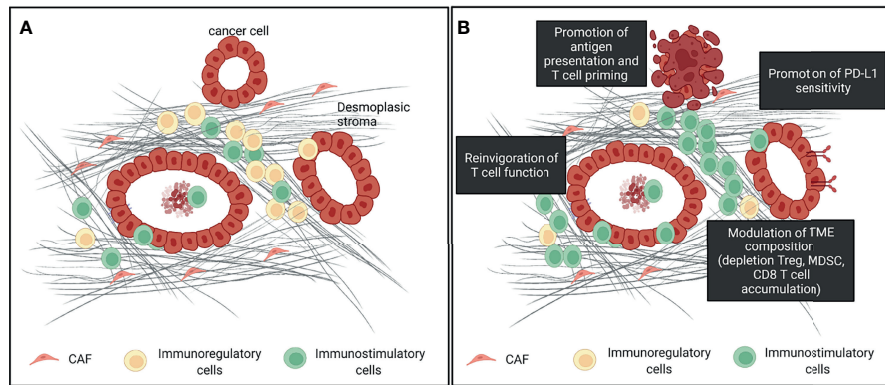 A
cancer cell
Desmoplasic
stroma
CAF
Immunoregulatory
cells
Immunostimulatory
cells
B
Promotion of
antigen
presentation and
T cell priming
Promotion of PD-L1
sensitivity
Reinvigoration of
T cell function
Modulation of TME
compositior
(depletion Treg, MDSC,
CD8 T cell
accumulation)
CAF
Immunoregulatory
cells
Immunostimulatory
cells